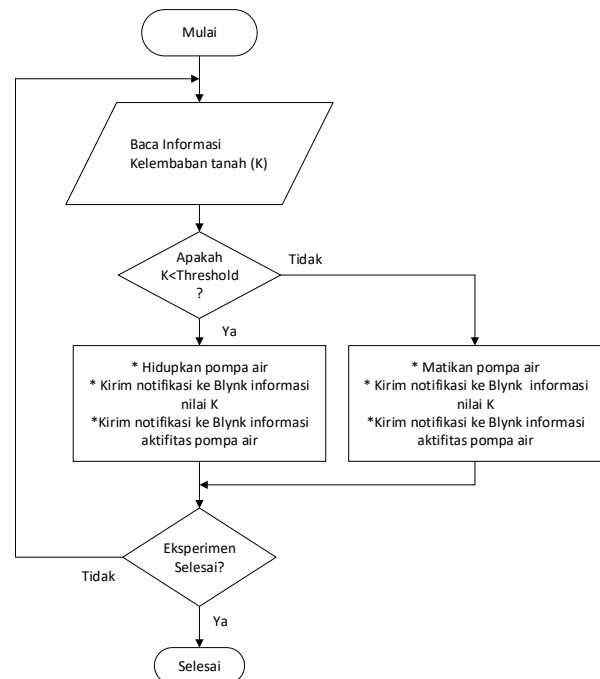 Mulai
Baca Informasi
Kelembaban tanah (K)
Apakah
K<Threshold
?
Tidak
Ya
* Hidupkan pompa air
* Kirim notifikasi ke Blynk informasi
nilai K
*Kirim notifikasi ke Blynk informasi
aktifitas pompa air
* Matikan pompa air
* Kirim notifikasi ke Blynk  informasi
nilai K
*Kirim notifikasi ke Blynk informasi
aktifitas pompa air
Eksperimen
Selesai?
Tidak
Ya
Selesai